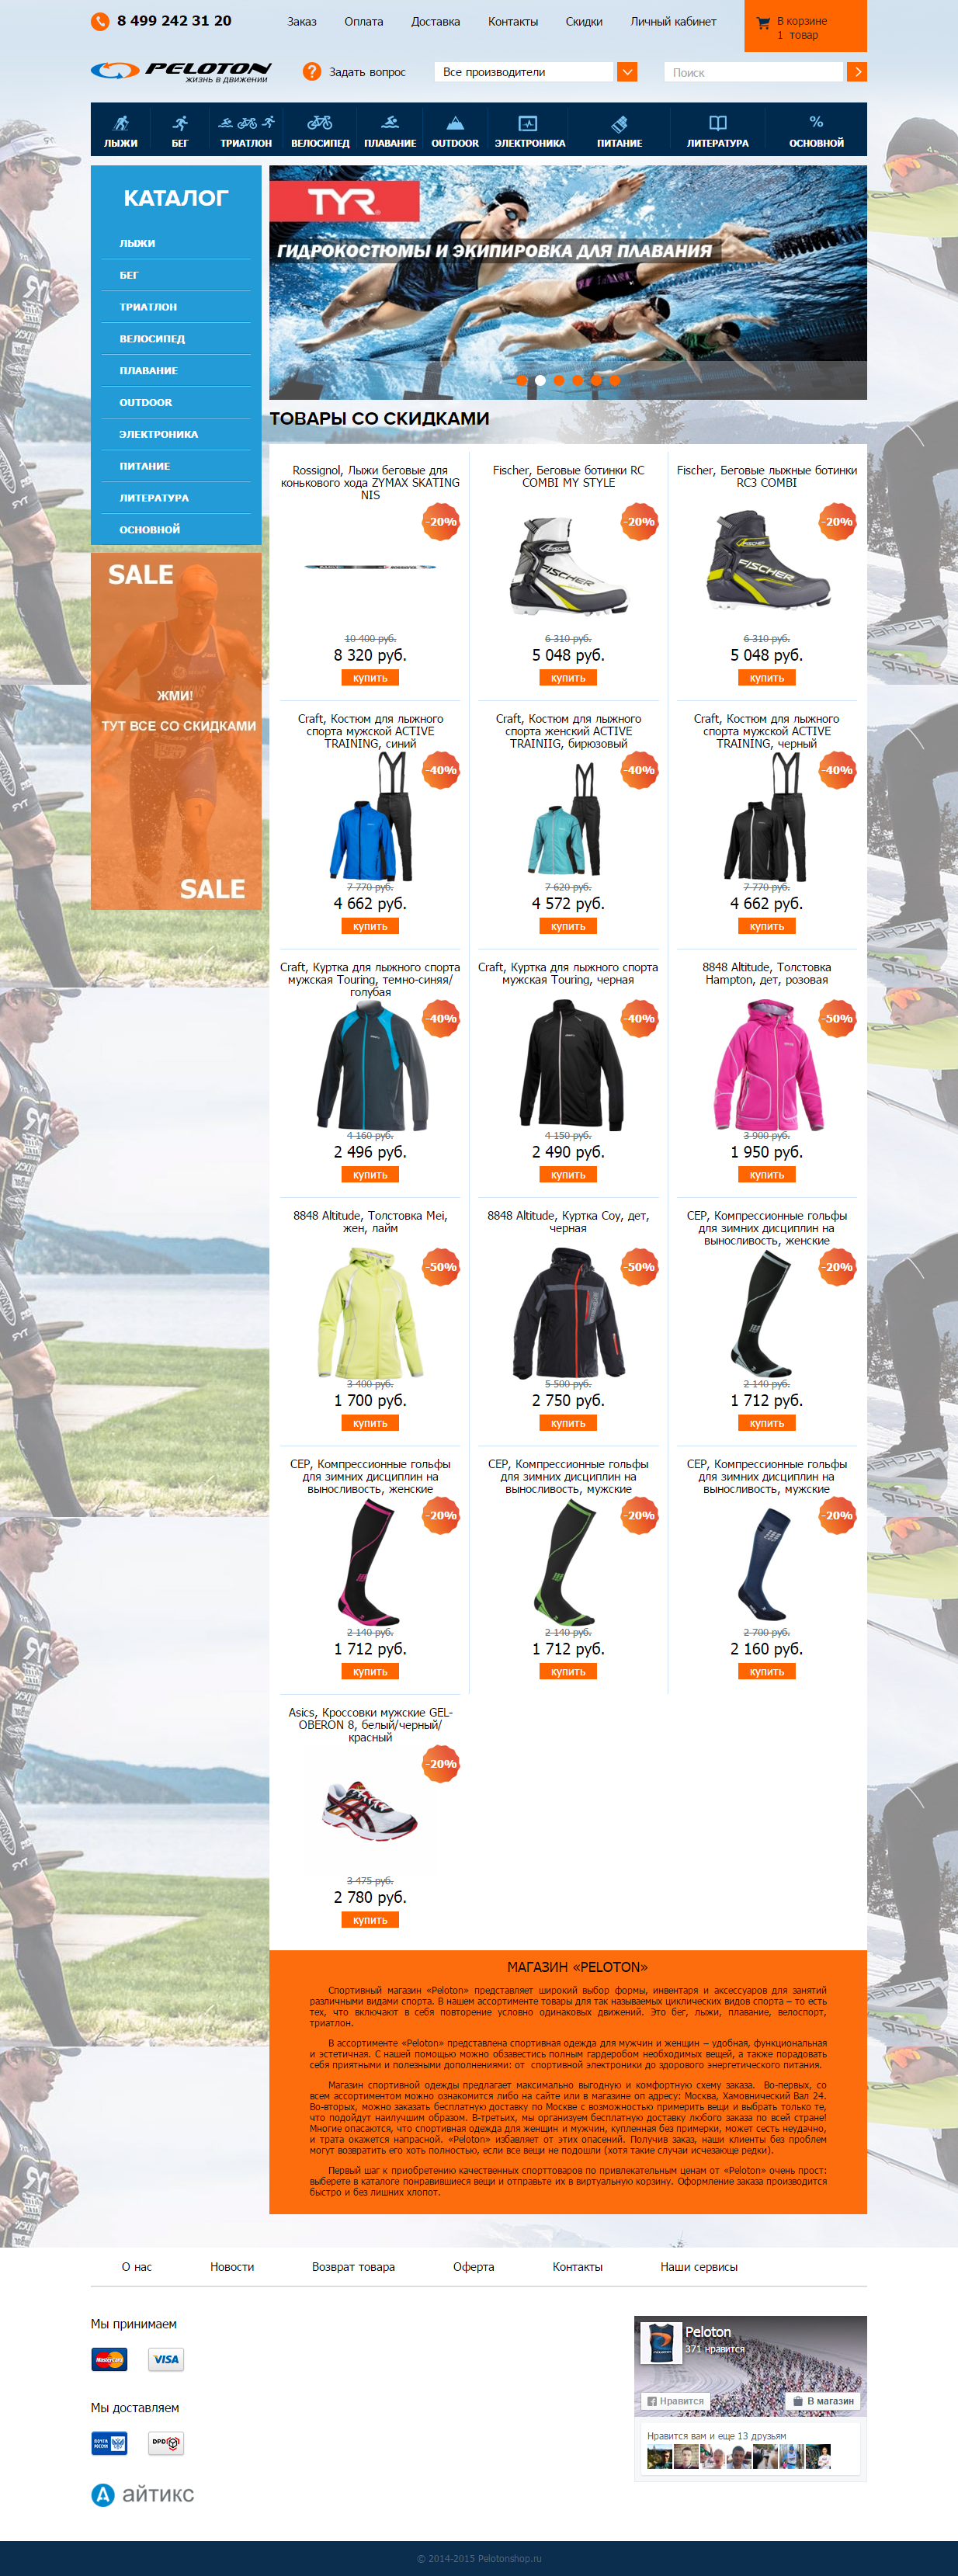 8 499 242 31 20
Заказ Оплата Доставка Контакты Скидки Личный кабинет
В корзине
1 товар
PELOTON
жизнь в движении
Задать вопрос
Все производители
Поиск
ЛЫЖИ БЕГ ТРИАТЛОН ВЕЛОСИПЕД ПЛАВАНИЕ OUTDOOR ЭЛЕКТРОНИКА ПИТАНИЕ ЛИТЕРАТУРА ОСНОВНОЙ
КАТАЛОГ
ЛЫЖИ
БЕГ
ТРИАТЛОН
ВЕЛОСИПЕД
ПЛАВАНИЕ
OUTDOOR
ЭЛЕКТРОНИКА
ПИТАНИЕ
ЛИТЕРАТУРА
ОСНОВНОЙ
SALE
ЖМИ!
ТУТ ВСЕ СО СКИДКАМИ
SALE
TYR
ГИДРОКОСТЮМЫ И ЭКИПИРОВКА ДЛЯ ПЛАВАНИЯ
ТОВАРЫ СО СКИДКАМИ
Rossignol, Лыжи беговые для
конькового хода ZYMAX SKATING
NIS
-20%
10 400 руб.
8 320 руб.
купить
Fischer, Беговые ботинки RC
COMBI MY STYLE
-20%
FISCHER
6 310 руб.
5 048 руб.
купить
Fischer, Беговые лыжные ботинки
RC3 COMBI
-20%
FISCHER
6 310 руб.
5 048 руб.
купить
Craft, Костюм для лыжного
спорта мужской ACTIVE
TRAINING, синий
-40%
7 770 руб.
4 662 руб.
купить
Craft, Костюм для лыжного
спорта женский ACTIVE
TRAINIIG, бирюзовый
-40%
7 620 руб.
4 572 руб.
купить
Craft, Костюм для лыжного
спорта мужской ACTIVE
TRAINING, черный
-40%
7 770 руб.
4 662 руб.
купить
Craft, Куртка для лыжного спорта
мужская Touring, темно-синяя/
голубая
-40%
4 160 руб.
2 496 руб.
купить
Craft, Куртка для лыжного спорта
мужская Touring, черная
-40%
4 150 руб.
2 490 руб.
купить
8848 Altitude, Толстовка
Hampton, дет, розовая
-50%
3 900 руб.
1 950 руб.
купить
8848 Altitude, Толстовка Mei,
жен, лайм
-50%
3 400 руб.
1 700 руб.
купить
8848 Altitude, Куртка Coy, дет,
черная
-50%
5 500 руб.
2 750 руб.
купить
CEP, Компрессионные гольфы
для зимних дисциплин на
выносливость, женские
-20%
2 140 руб.
1 712 руб.
купить
CEP, Компрессионные гольфы
для зимних дисциплин на
выносливость, женские
-20%
2 140 руб.
1 712 руб.
купить
CEP, Компрессионные гольфы
для зимних дисциплин на
выносливость, мужские
-20%
2 140 руб.
1 712 руб.
купить
CEP, Компрессионные гольфы
для зимних дисциплин на
выносливость, мужские
-20%
2 700 руб.
2 160 руб.
купить
Asics, Кроссовки мужские GEL-
OBERON 8, белый/черный/
красный
-20%
3 475 руб.
2 780 руб.
купить
МАГАЗИН «PELOTON»
Спортивный магазин «Peloton» представляет широкий выбор формы, инвентаря и аксессуаров для занятий
различными видами спорта. В нашем ассортименте товары для так называемых циклических видов спорта – то есть
тех, что включают в себя повторение условно одинаковых движений. Это бег, лыжи, плавание, велоспорт,
триатлон.
В ассортименте «Peloton» представлена спортивная одежда для мужчин и женщин – удобная, функциональная
и эстетичная. С нашей помощью можно обзавестись полным гардеробом необходимых вещей, а также порадовать
себя приятными и полезными дополнениями: от спортивной электроники до здорового энергетического питания.
Магазин спортивной одежды предлагает максимально выгодную и комфортную схему заказа. Во-первых, со
всем ассортиментом можно ознакомится либо на сайте или в магазине оп адресу: Москва, Хамовнический Вал 24.
Во-вторых, можно заказать бесплатную доставку по Москве с возможностью примерить вещи и выбрать только те,
что подойдут наилучшим образом. В-третьих, мы организуем бесплатную доставку любого заказа по всей стране!
Многие опасаются, что спортивная одежда для женщин и мужчин, купленная без примерки, может сесть неудачно,
и трата окажется напрасной. «Peloton» избавляет от этих опасений. Получив заказ, наши клиенты без проблем
могут возвратить его хоть полностью, если все вещи не подошли (хотя такие случаи исчезающе редки).
Первый шаг к приобретению качественных спорттоваров по привлекательным ценам от «Peloton» очень прост:
выберете в каталоге понравившиеся вещи и отправьте их в виртуальную корзину. Оформление заказа производится
быстро и без лишних хлопот.
О нас Новости Возврат товара Оферта Контакты Наши сервисы
Мы принимаем
MasterCard VISA
Мы доставляем
ПОЧТА РОССИИ DPD
айтикс
Peloton
371 нравится
Нравится
В магазин
Нравится вам и еще 13 друзьям
© 2014-2015 Pelotonshop.ru